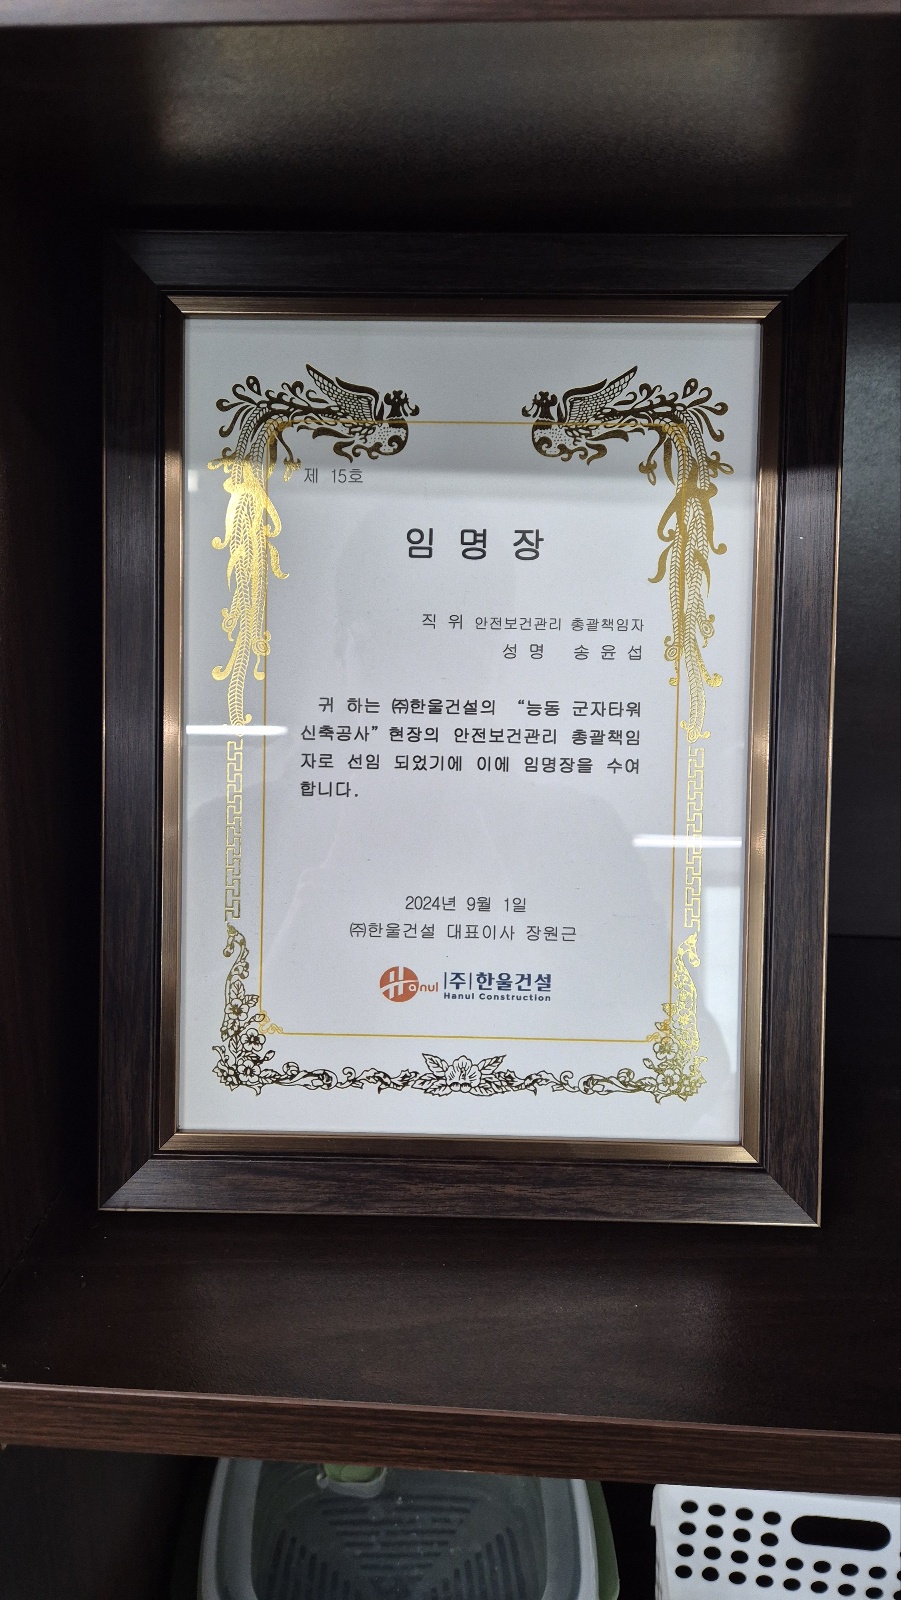 제 15호
임 명 장
직 위 안전보건관리 총괄책임자
성 명 송 윤 섭
귀 하는 ㈜한울건설의 “능동 군자타워
신축공사” 현장의 안전보건관리 총괄책임
자로 선임 되었기에 이에 임명장을 수여
합니다.
2024년 9월 1일
㈜한울건설 대표이사 장원근
Hanul |주|한울건설
Hanul Construction